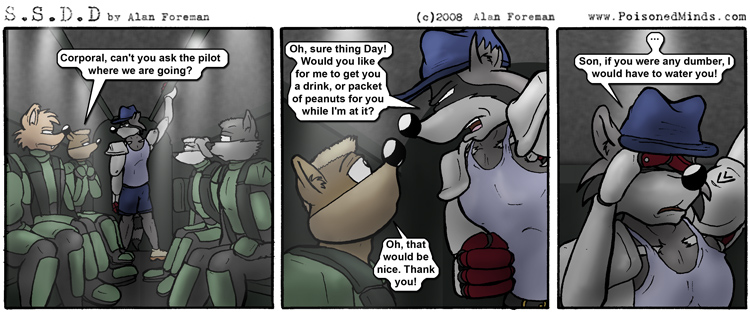 S.S.D.D by Alan Foreman (c)2008 Alan Foreman www.PoisonedMinds.com
Corporal, can't you ask the pilot
where we are going?
Oh, sure thing Day!
Would you like
for me to get you
a drink, or packet
of peanuts for you
while I'm at it?
Oh, that
would be
nice. Thank
you!
...
Son, if you were any dumber, I
would have to water you!